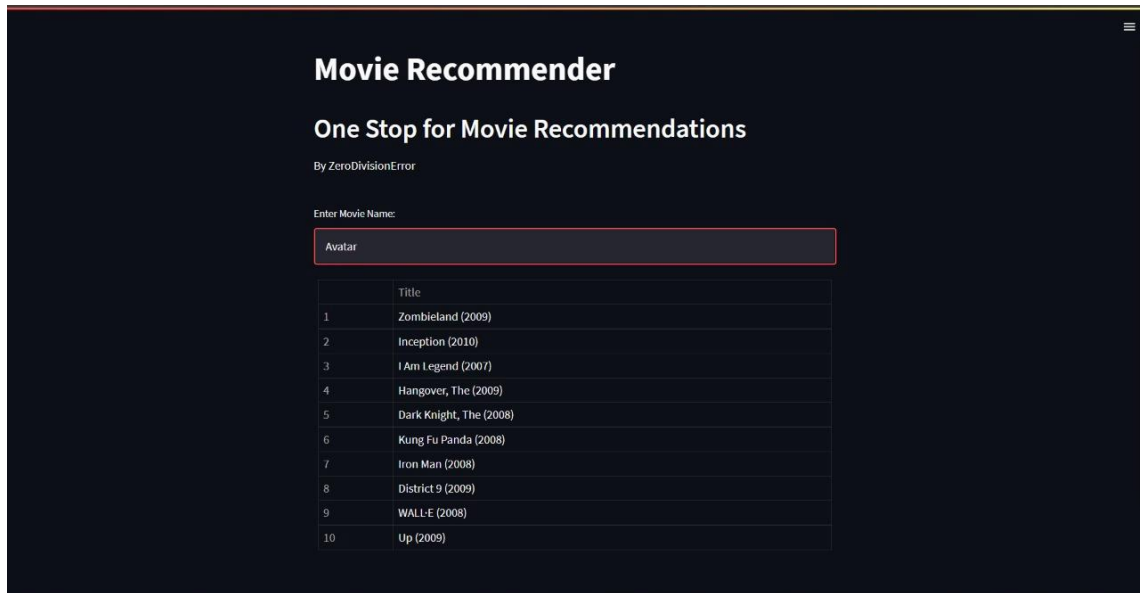 Movie Recommender
One Stop for Movie Recommendations
By ZeroDivisionError
Enter Movie Name:
Avatar
Title
1 Zombieland (2009)
2 Inception (2010)
3 I Am Legend (2007)
4 Hangover, The (2009)
5 Dark Knight, The (2008)
6 Kung Fu Panda (2008)
7 Iron Man (2008)
8 District 9 (2009)
9 WALL·E (2008)
10 Up (2009)